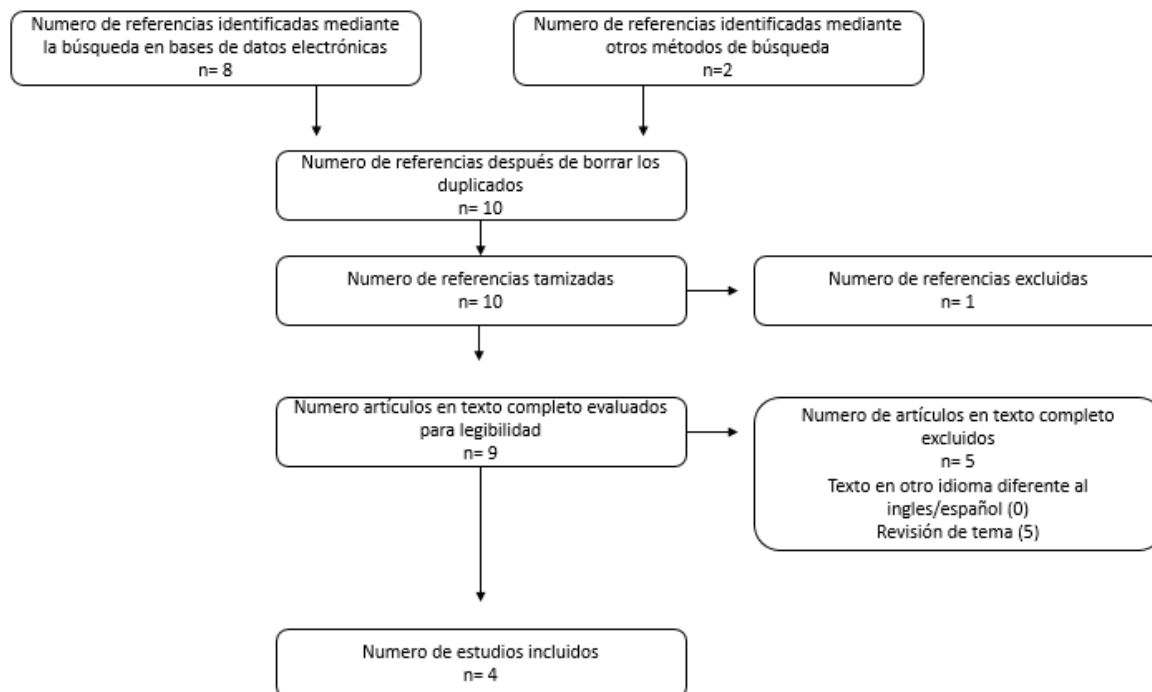 Numero de referencias identificadas mediante
la búsqueda en bases de datos electrónicas
n= 8
Numero de referencias identificadas mediante
otros métodos de búsqueda
n=2
Numero de referencias después de borrar los
duplicados
n= 10
Numero de referencias tamizadas
n= 10
Numero de referencias excluidas
n= 1
Numero artículos en texto completo evaluados
para legibilidad
n= 9
Numero de artículos en texto completo
excluidos
n= 5
Texto en otro idioma diferente al
ingles/español (0)
Revisión de tema (5)
Numero de estudios incluidos
n= 4